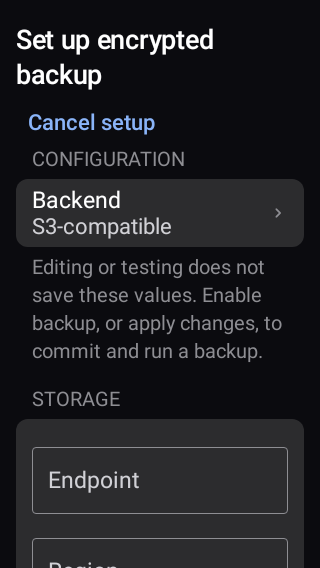 Set up encrypted
backup
Cancel setup
CONFIGURATION
Backend
S3-compatible
Editing or testing does not
save these values. Enable
backup, or apply changes, to
commit and run a backup.
STORAGE
Endpoint
Region